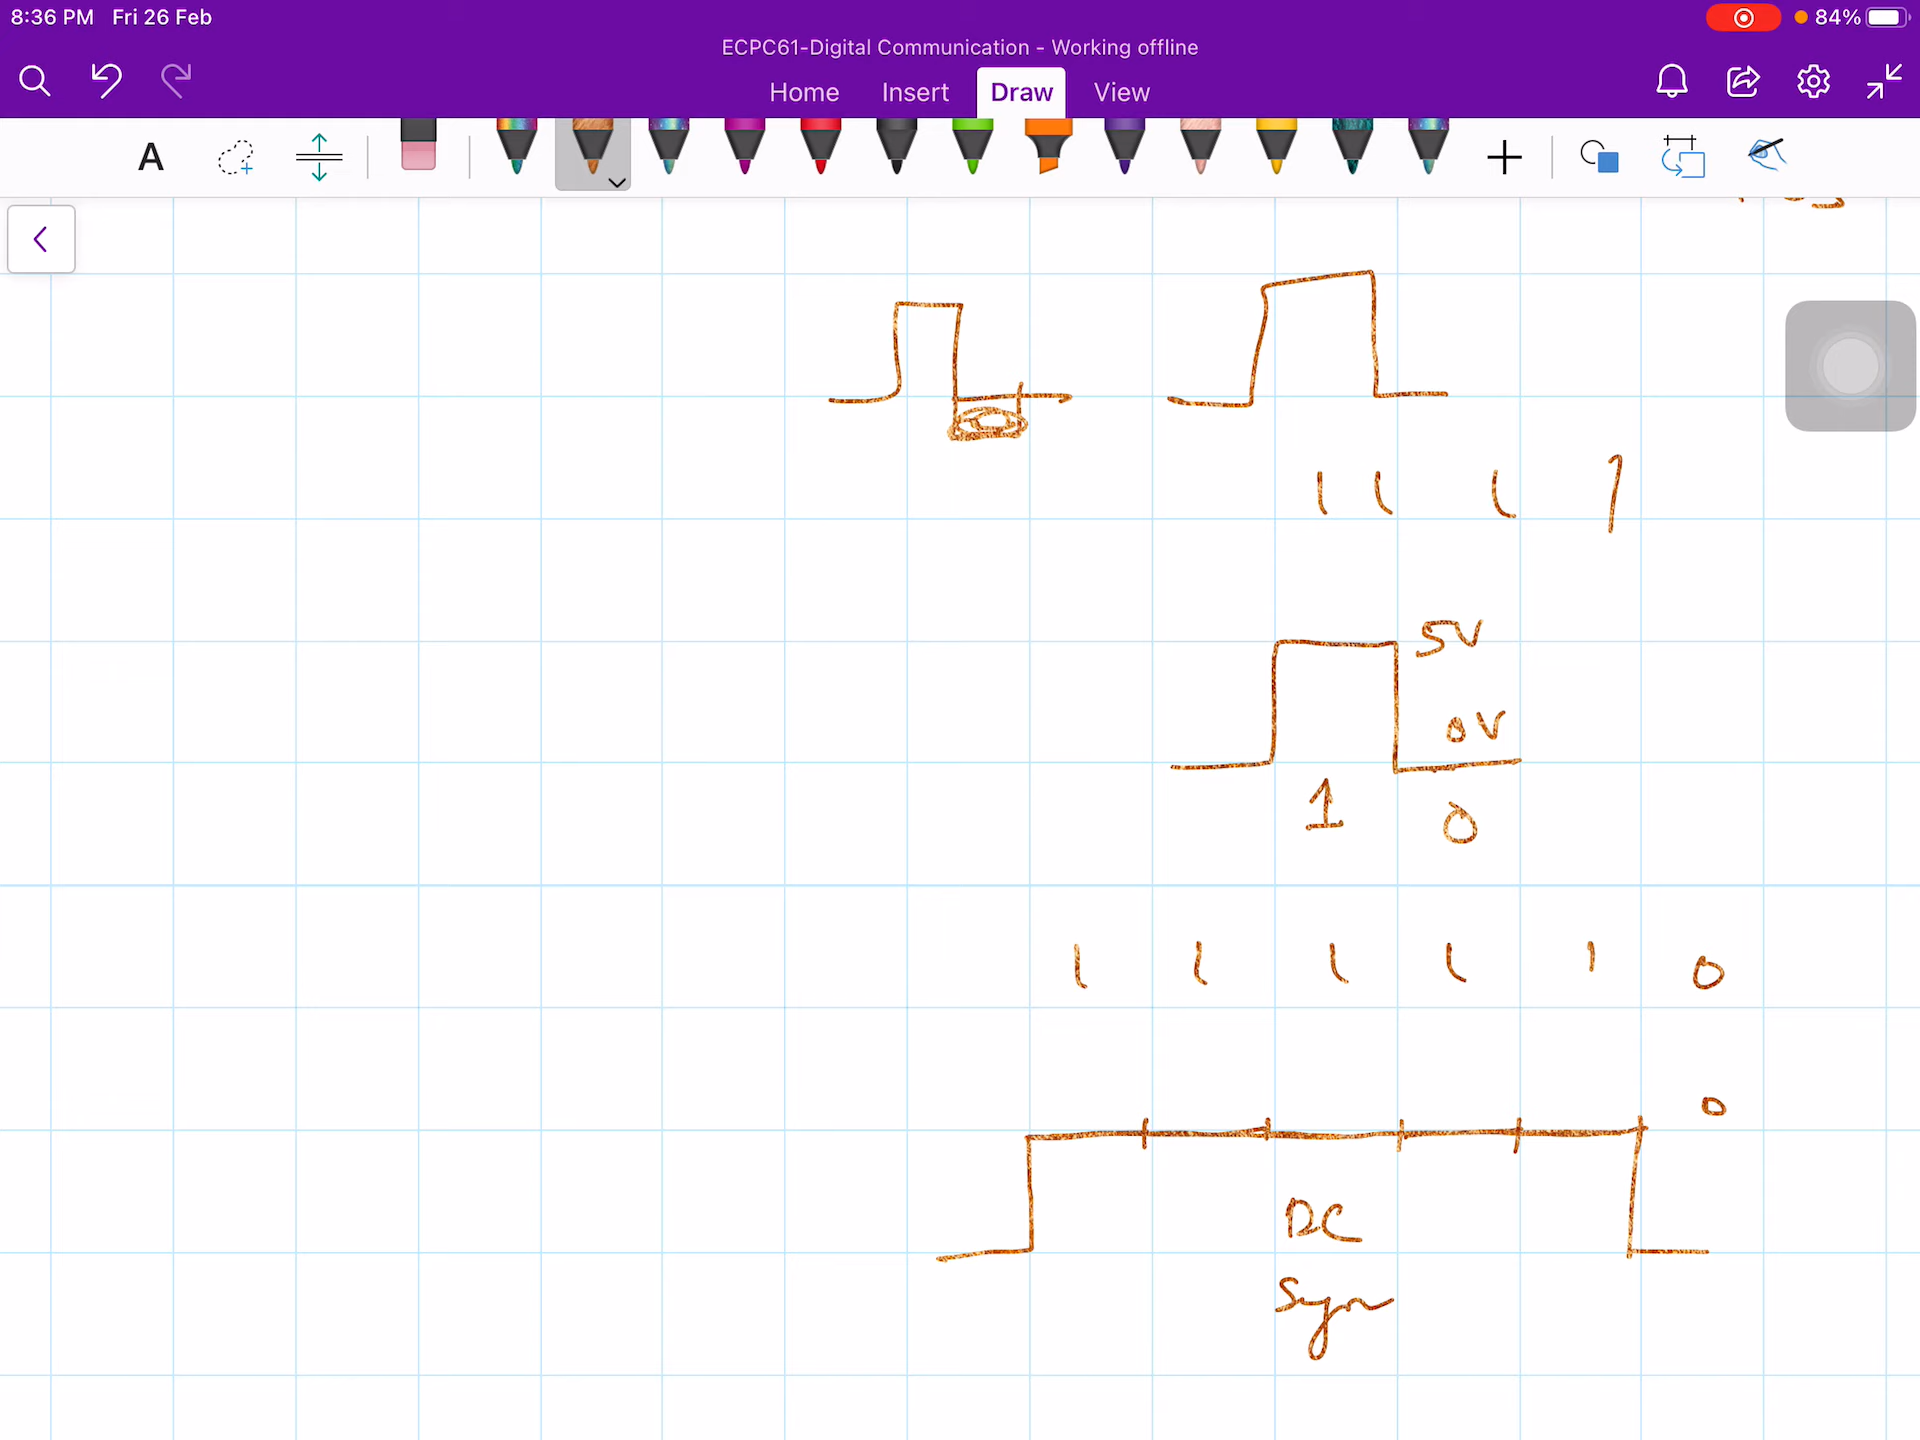 8:36 PM Fri 26 Feb 84%
ECPC61-Digital Communication - Working offline
Home Insert Draw View
A
1 1 1 1
5V
0V
1 0
1 1 1 1 1 0
0
DC
Syn